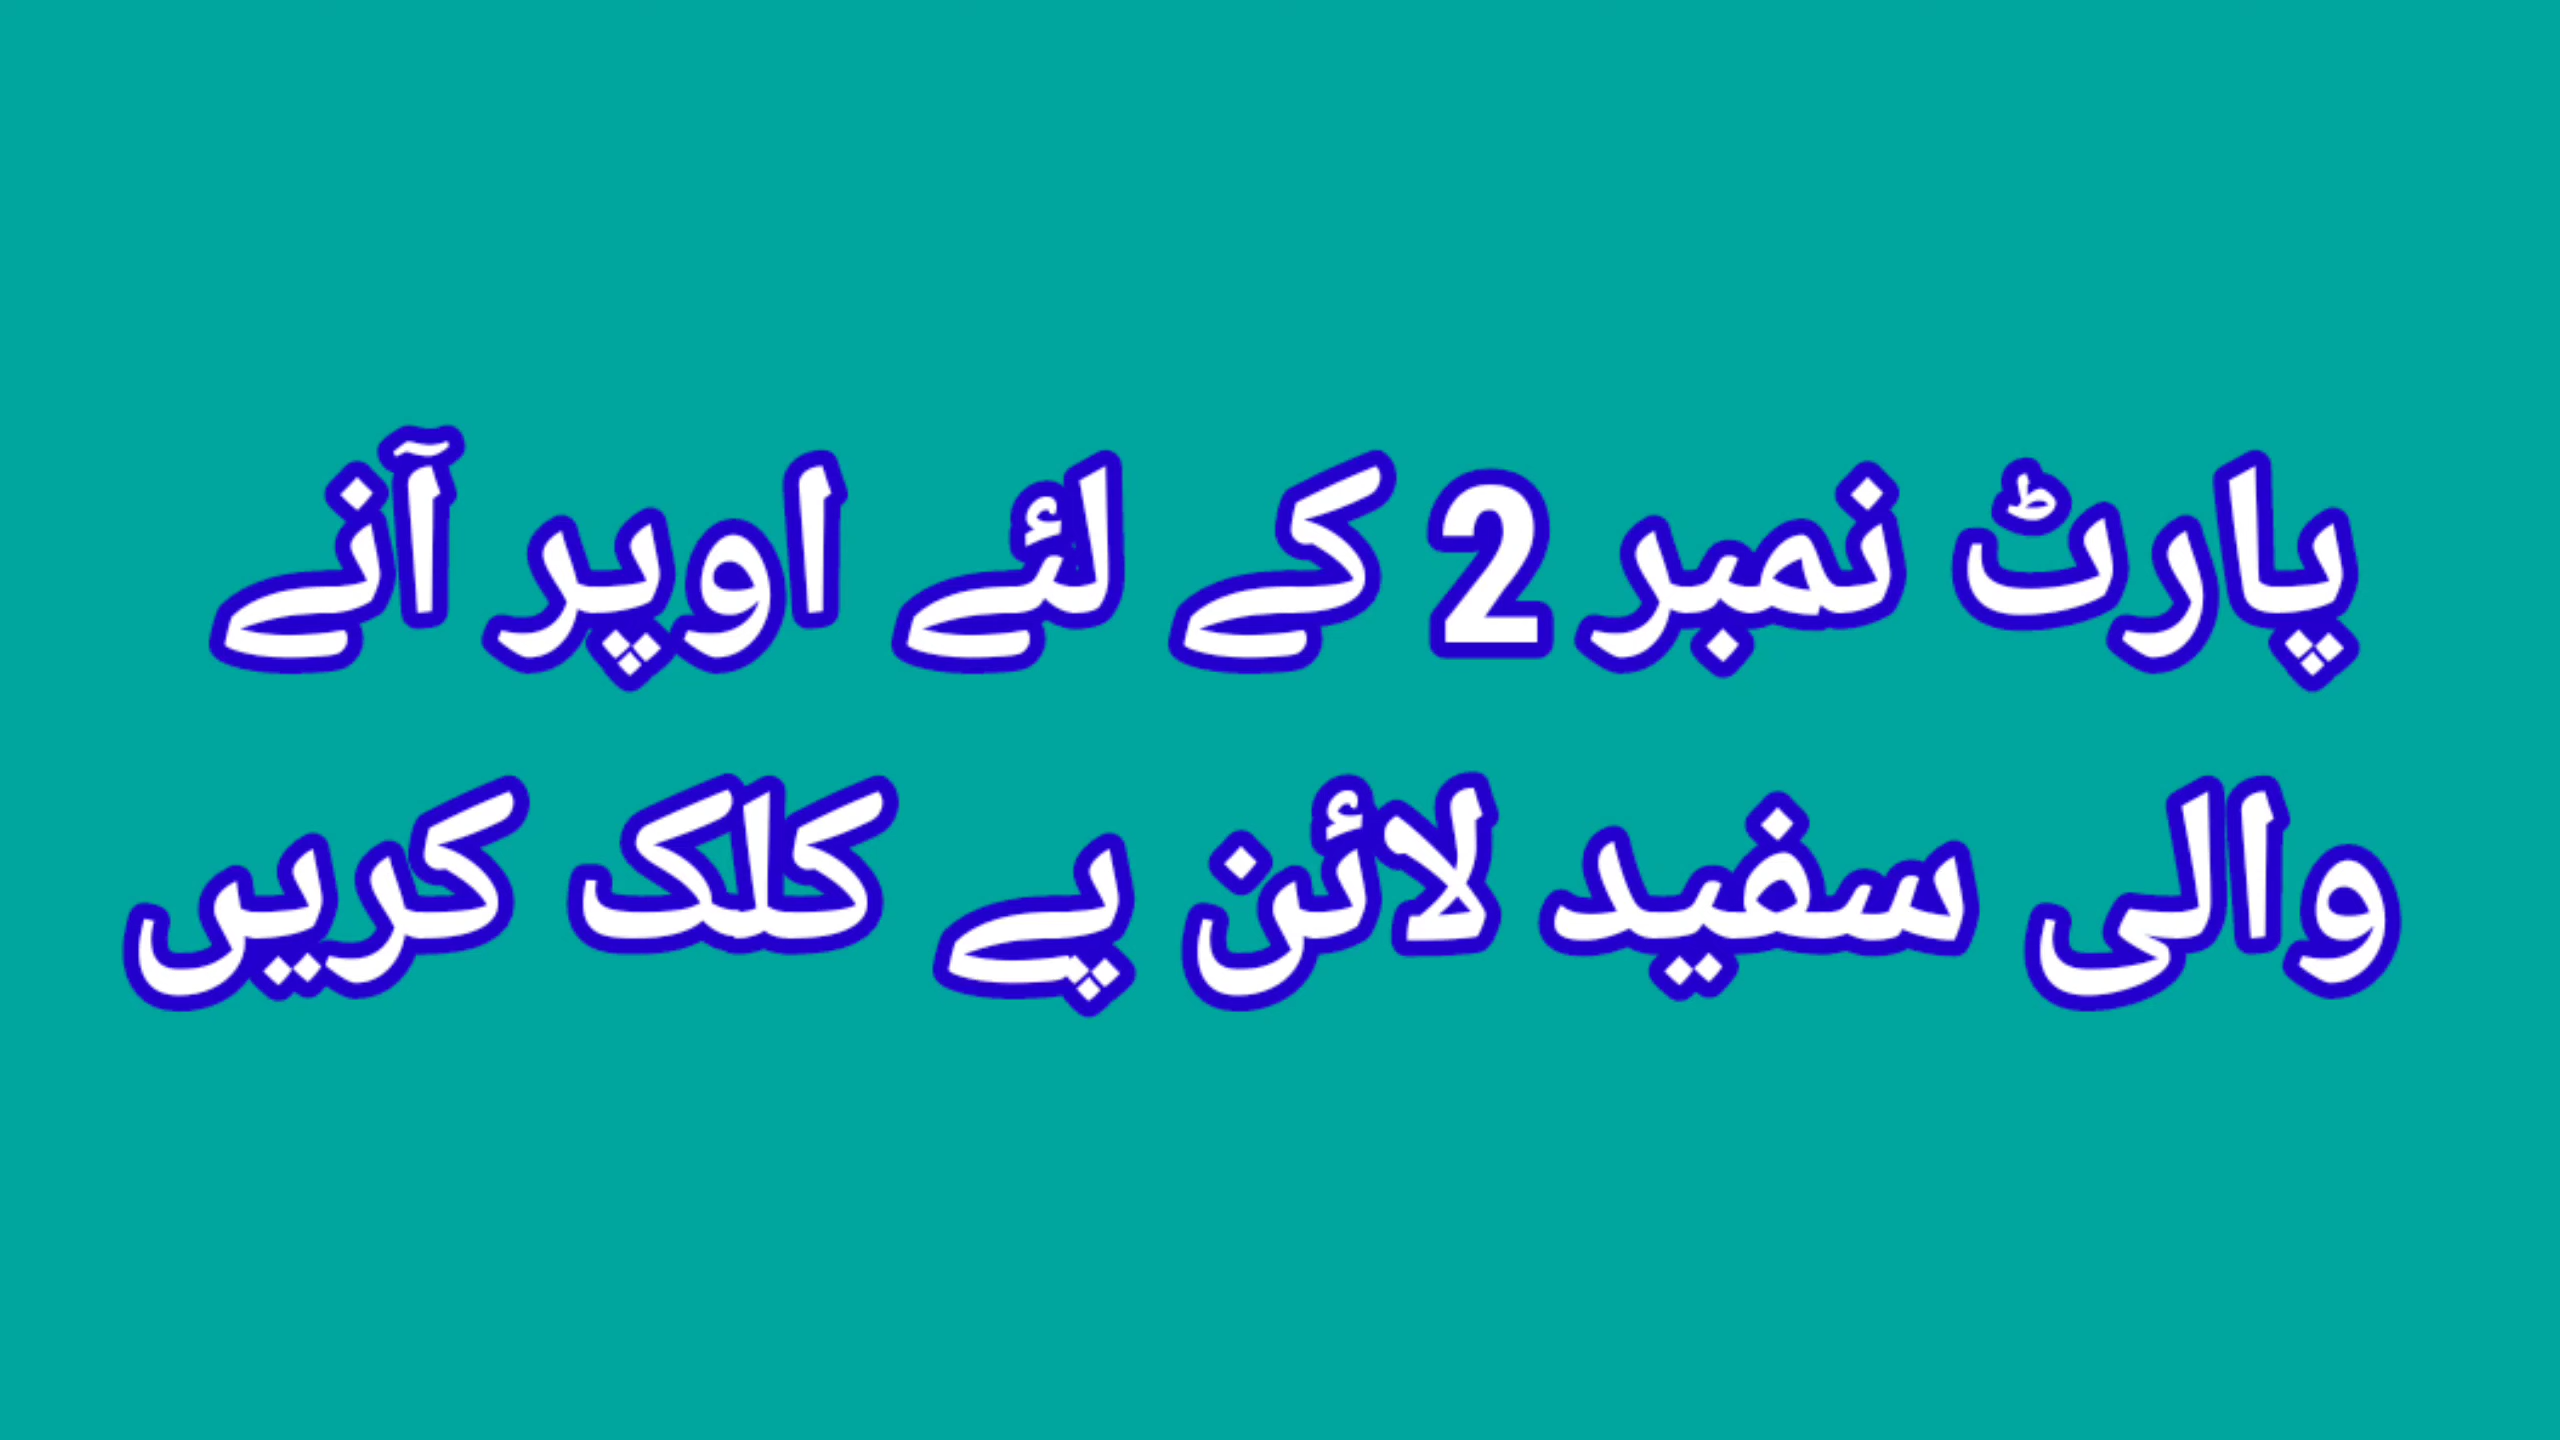 پارٹ نمبر 2 کے لئے اوپر آنے
والی سفید لائن پے کلک کریں